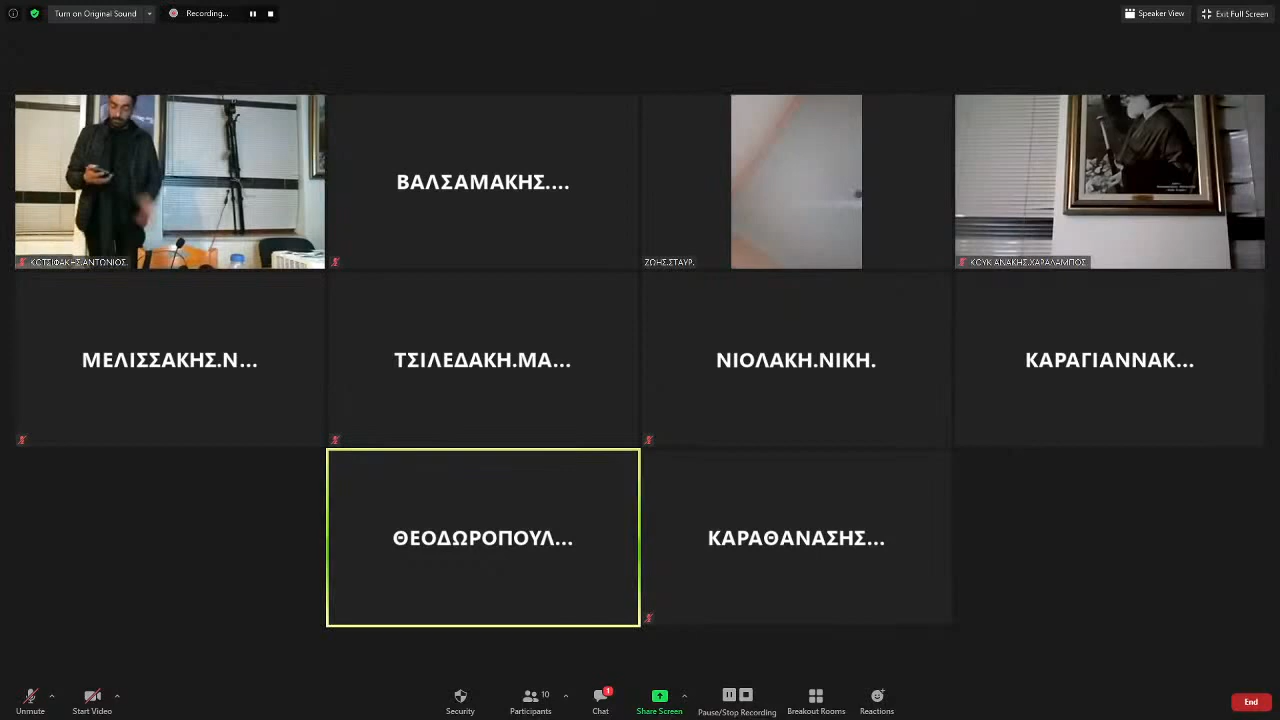 Turn on Original Sound
Recording...
Speaker View
Exit Full Screen
ΚΟΤΣΙΦΑΚΗΣ.ΑΝΤΩΝΙΟΣ.
ΒΑΛΣΑΜΑΚΗΣ....
ΖΩΗΣ.ΣΤΑΥΡ.
ΚΟΥΚΙΑΝΑΚΗΣ.ΧΑΡΑΛΑΜΠΟΣ
ΜΕΛΙΣΣΑΚΗΣ.Ν...
ΤΣΙΛΕΔΑΚΗ.ΜΑ...
ΝΙΟΛΑΚΗ.ΝΙΚΗ.
ΚΑΡΑΓΙΑΝΝΑΚ...
ΘΕΟΔΩΡΟΠΟΥΛ...
ΚΑΡΑΘΑΝΑΣΗΣ...
Unmute
Start Video
Security
Participants
10
Chat
1
Share Screen
Pause/Stop Recording
Breakout Rooms
Reactions
End